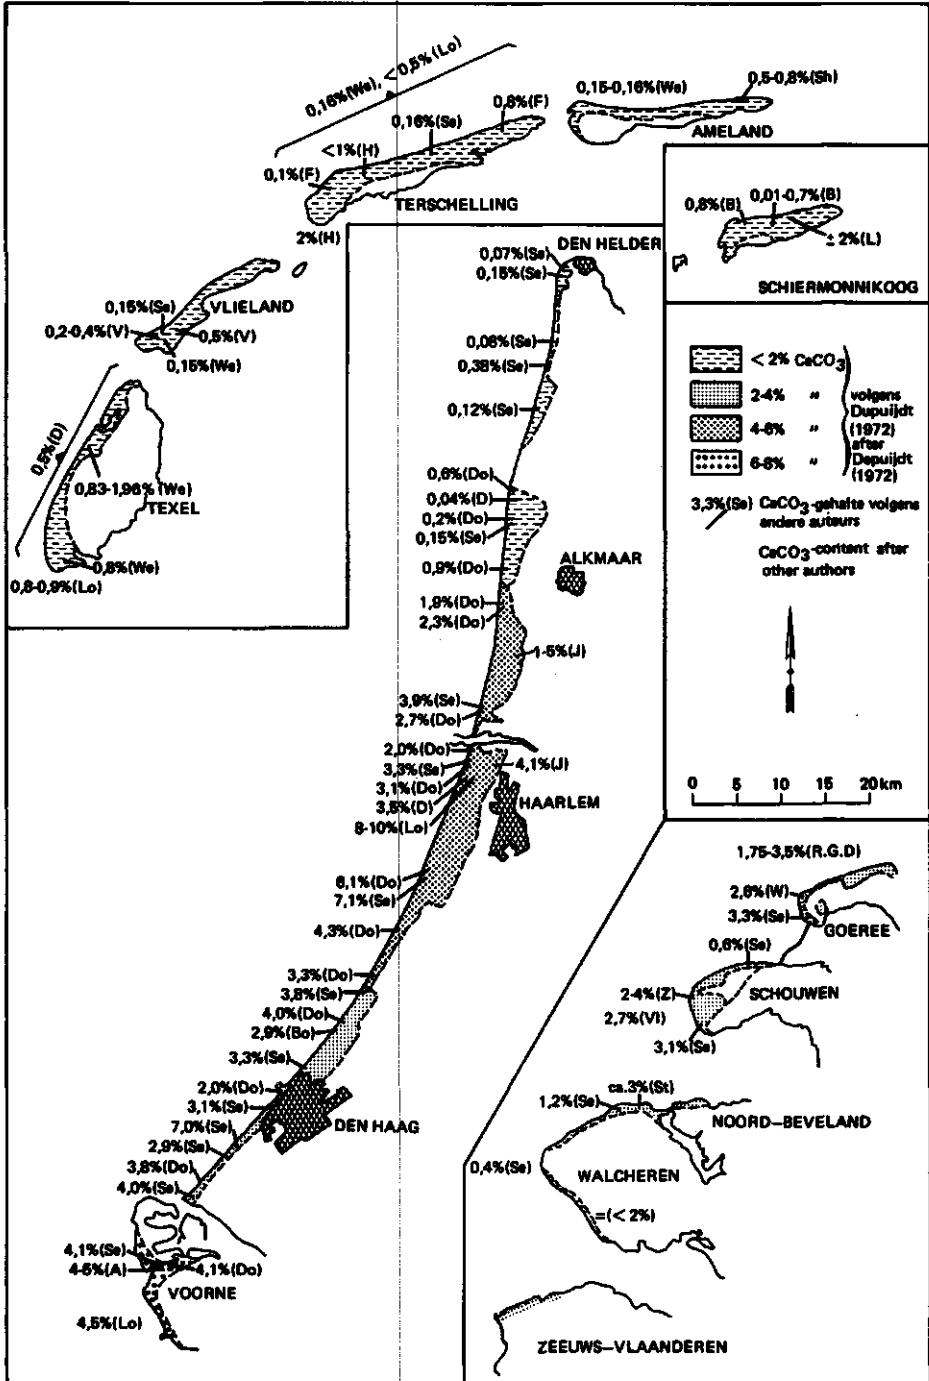 0,16%(We), <0,5%(Lo)
0,15-0,16%(We)
0,5-0,8%(Sh)
0,8%(F)
0,16%(Se)
AMELAND
<1%(H)
0,1%(F)
TERSCHELLING
2%(H)
0,8%(B)
0,01-0,7%(B)
± 2%(L)
SCHIERMONNIKOOG
DEN HELDER
0,07%(Se)
0,15%(Se)
0,15%(Se)
VLIELAND
0,2-0,4%(V)
0,5%(V)
0,15%(We)
0,06%(Se)
0,38%(Se)
0,12%(Se)
0,5%(D)
0,83-1,96%(We)
TEXEL
0,8%(We)
0,8-0,9%(Lo)
< 2% CaCO3
2-4% "
4-6% "
6-8% "
volgens
Dupuijdt
(1972)
after
Depuijdt
(1972)
3,3%(Se) CaCO3-gehalte volgens
andere auteurs
CaCO3-content after
other authors
0,6%(Do)
0,04%(D)
0,2%(Do)
0,15%(Se)
ALKMAAR
0,9%(Do)
1,9%(Do)
2,3%(Do)
1-5%(J)
3,9%(Se)
2,7%(Do)
2,0%(Do)
3,3%(Se)
4,1%(J)
3,1%(Do)
3,5%(D)
HAARLEM
8-10%(Lo)
0 5 10 15 20km
6,1%(Do)
7,1%(Se)
4,3%(Do)
3,3%(Do)
3,8%(Se)
4,0%(Do)
2,9%(Bo)
3,3%(Se)
2,0%(Do)
3,1%(Se)
DEN HAAG
7,0%(Se)
2,9%(Se)
3,8%(Do)
4,0%(Se)
4,1%(Se)
4-5%(A)
4,1%(Do)
VOORNE
4,5%(Lo)
1,75-3,5%(R.G.D)
2,6%(W)
3,3%(Se)
GOEREE
0,6%(Se)
2-4%(Z)
SCHOUWEN
2,7%(Vl)
3,1%(Se)
ca.3%(St)
1,2%(Se)
NOORD-BEVELAND
0,4%(Se)
WALCHEREN
=(< 2%)
ZEEUWS-VLAANDEREN